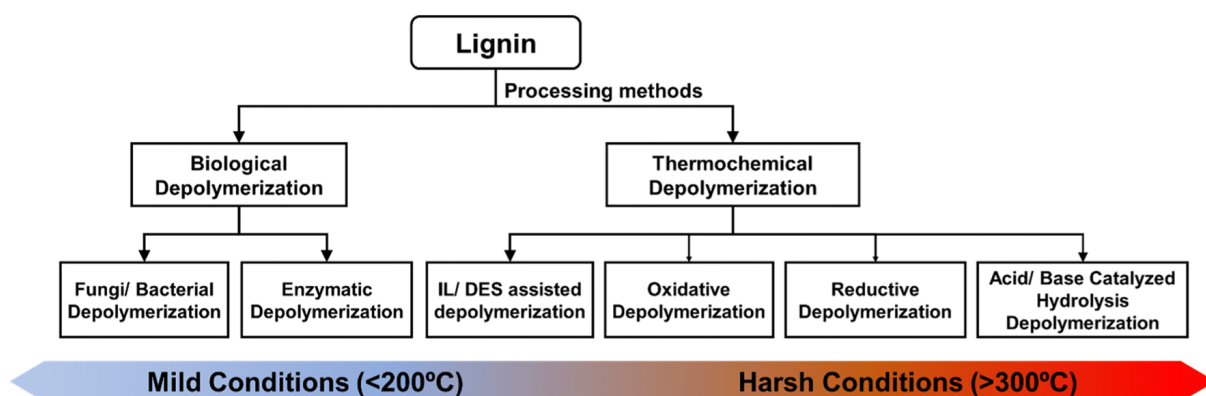 Lignin
Processing methods
Biological
Depolymerization
Thermochemical
Depolymerization
Fungi/ Bacterial
Depolymerization
Enzymatic
Depolymerization
IL/ DES assisted
depolymerization
Oxidative
Depolymerization
Reductive
Depolymerization
Acid/ Base Catalyzed
Hydrolysis
Depolymerization
Mild Conditions (<200ºC)
Harsh Conditions (>300ºC)